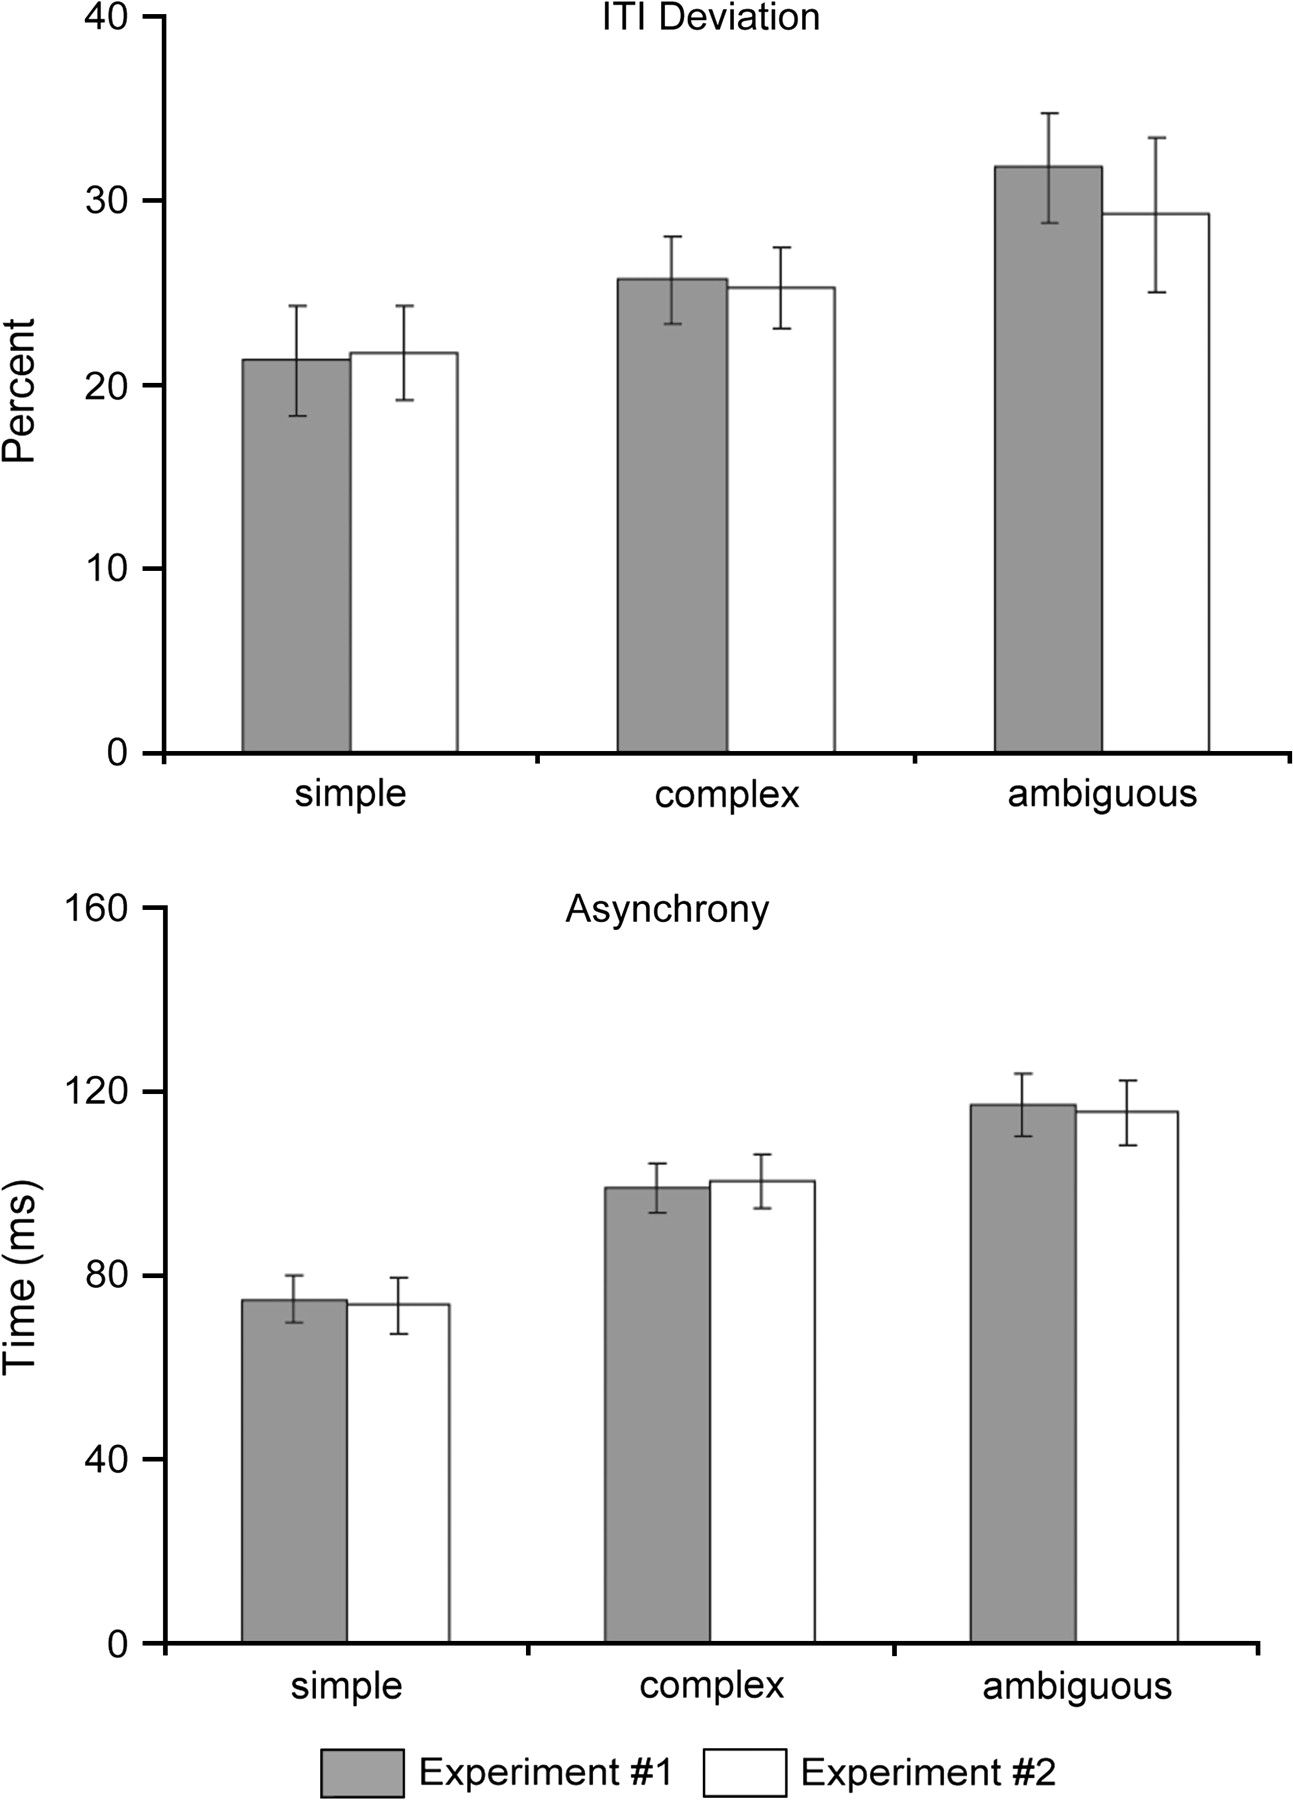 ITI Deviation
Percent
40
30
20
10
0
simple complex ambiguous
Asynchrony
Time (ms)
160
120
80
40
0
simple complex ambiguous
Experiment #1 Experiment #2